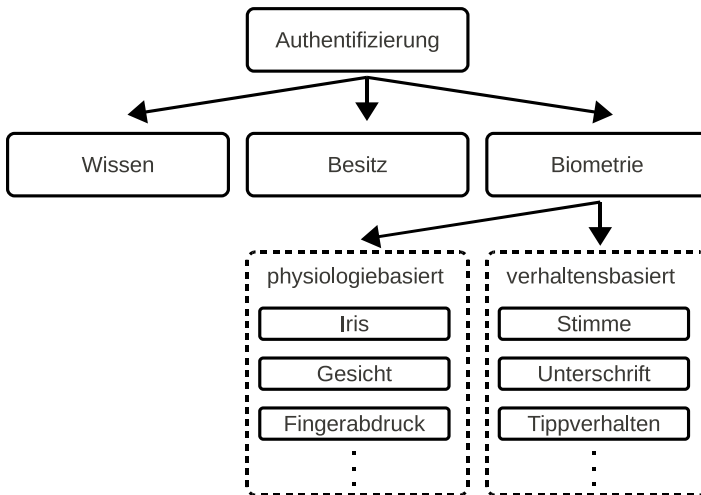 Authentifizierung
Wissen
Besitz
Biometrie
physiologiebasiert
Iris
Gesicht
Fingerabdruck
verhaltensbasiert
Stimme
Unterschrift
Tippverhalten